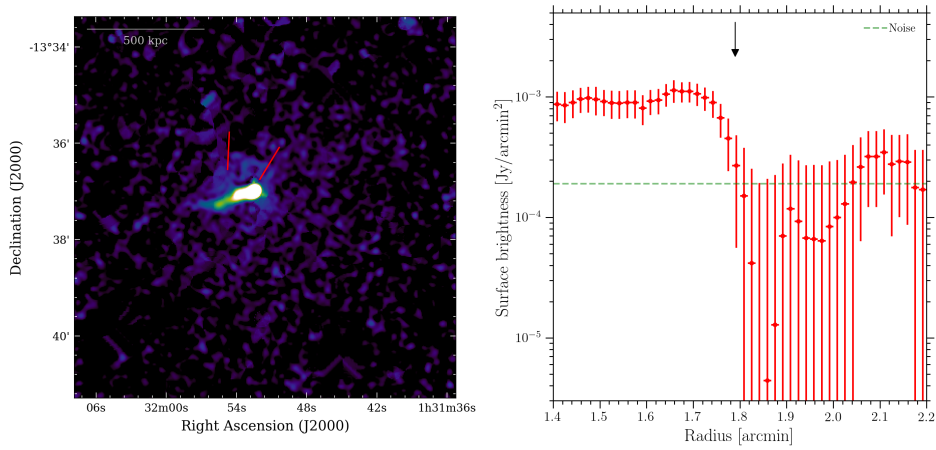 500 kpc
-13°34'
36'
38'
40'
06s
32m00s
54s
48s
42s
1h31m36s
Right Ascension (J2000)
Declination (J2000)
Noise
10⁻³
10⁻⁴
10⁻⁵
1.4
1.5
1.6
1.7
1.8
1.9
2.0
2.1
2.2
Radius [arcmin]
Surface brightness [Jy/arcmin²]